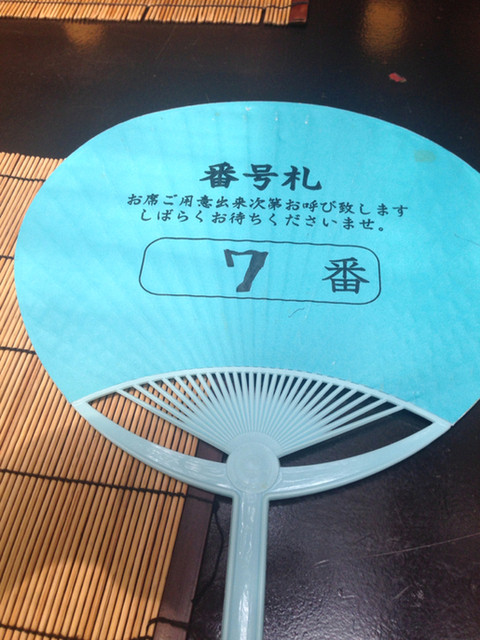 番号札
お席ご用意出来次第お呼び致します
しばらくお待ちくださいませ。
7 番